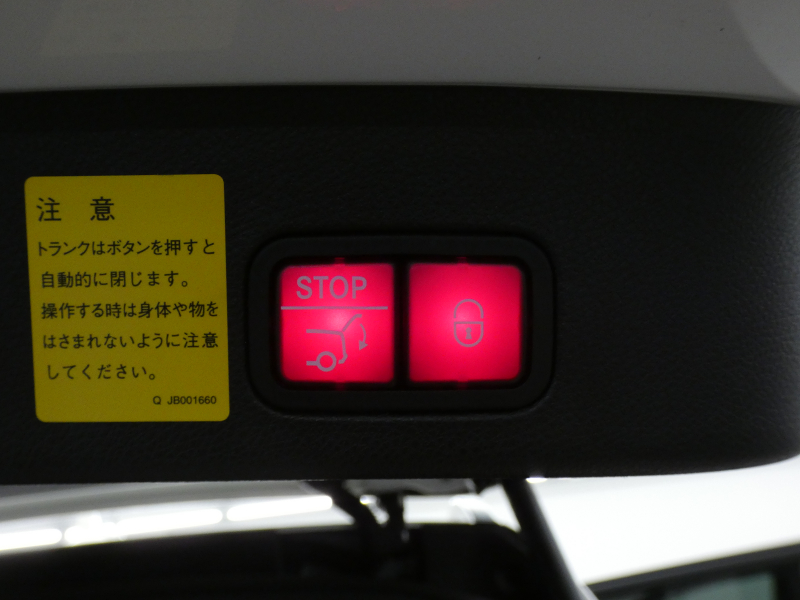 注 意
トランクはボタンを押すと
自動的に閉じます。
操作する時は身体や物を
はさまれないように注意
してください。
Q JB001660
STOP